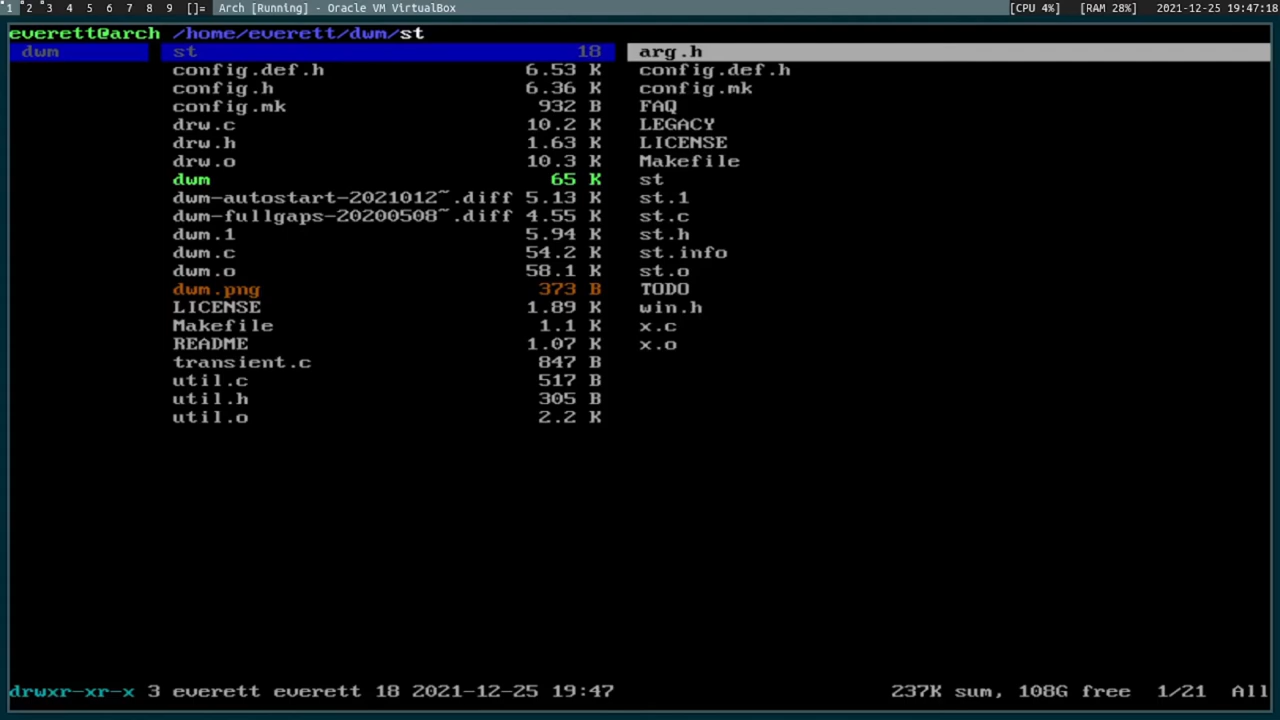 1 2 3 4 5 6 7 8 9 []= Arch [Running] - Oracle VM VirtualBox [CPU 4%] [RAM 28%] 2021-12-25 19:47:18
everett@arch /home/everett/dwm/st
dwm st 18 arg.h
config.def.h 6.53 K config.def.h
config.h 6.36 K config.mk
config.mk 932 B FAQ
drw.c 10.2 K LEGACY
drw.h 1.63 K LICENSE
drw.o 10.3 K Makefile
dwm 65 K st
dwm-autostart-2021012~.diff 5.13 K st.1
dwm-fullgaps-20200508~.diff 4.55 K st.c
dwm.1 5.94 K st.h
dwm.c 54.2 K st.info
dwm.o 58.1 K st.o
dwm.png 373 B TODO
LICENSE 1.89 K win.h
Makefile 1.1 K x.c
README 1.07 K x.o
transient.c 847 B
util.c 517 B
util.h 305 B
util.o 2.2 K
drwxr-xr-x 3 everett everett 18 2021-12-25 19:47 237K sum, 108G free 1/21 All